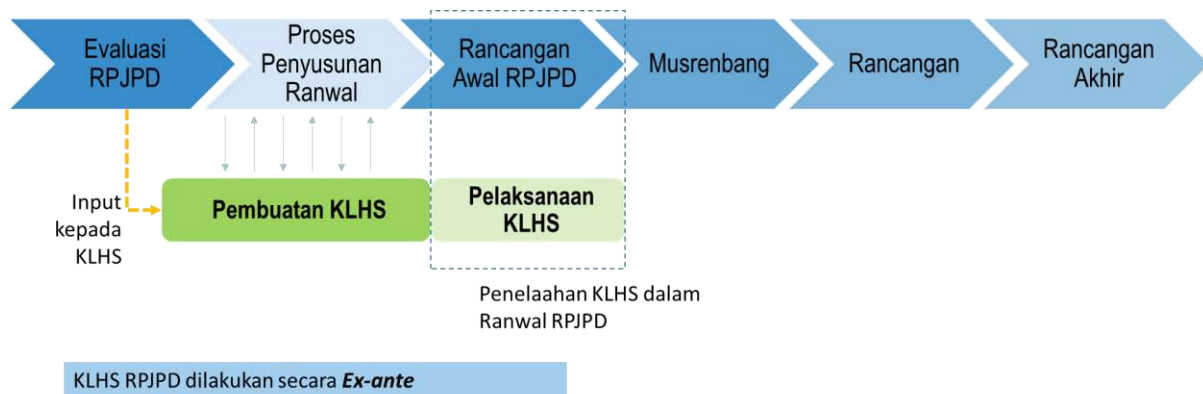 Evaluasi
RPJPD
Proses
Penyusunan
Ranwal
Rancangan
Awal RPJPD
Musrenbang
Rancangan
Rancangan
Akhir
Input
kepada
KLHS
Pembuatan KLHS
Pelaksanaan
KLHS
Penelaahan KLHS dalam
Ranwal RPJPD
KLHS RPJPD dilakukan secara Ex-ante